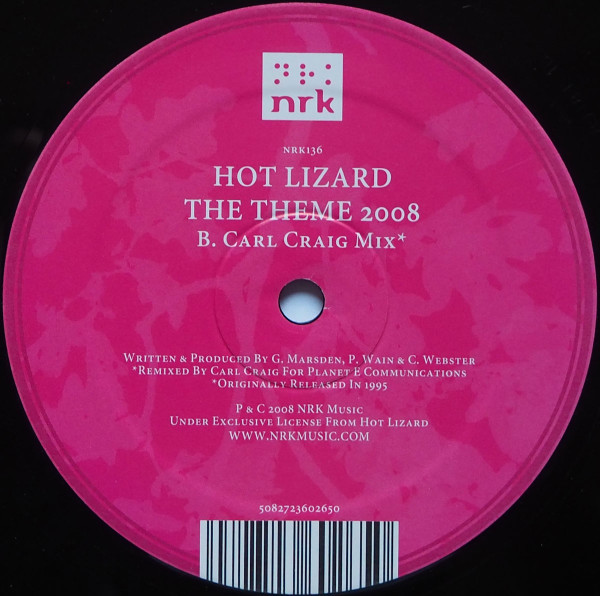 nrk
NRK136
HOT LIZARD
THE THEME 2008
B. CARL CRAIG MIX*
WRITTEN & PRODUCED BY G. MARSDEN, P. WAIN & C. WEBSTER
*REMIXED BY CARL CRAIG FOR PLANET E COMMUNICATIONS
*ORIGINALLY RELEASED IN 1995
P & C 2008 NRK MUSIC
UNDER EXCLUSIVE LICENSE FROM HOT LIZARD
WWW.NRKMUSIC.COM
5082723602650